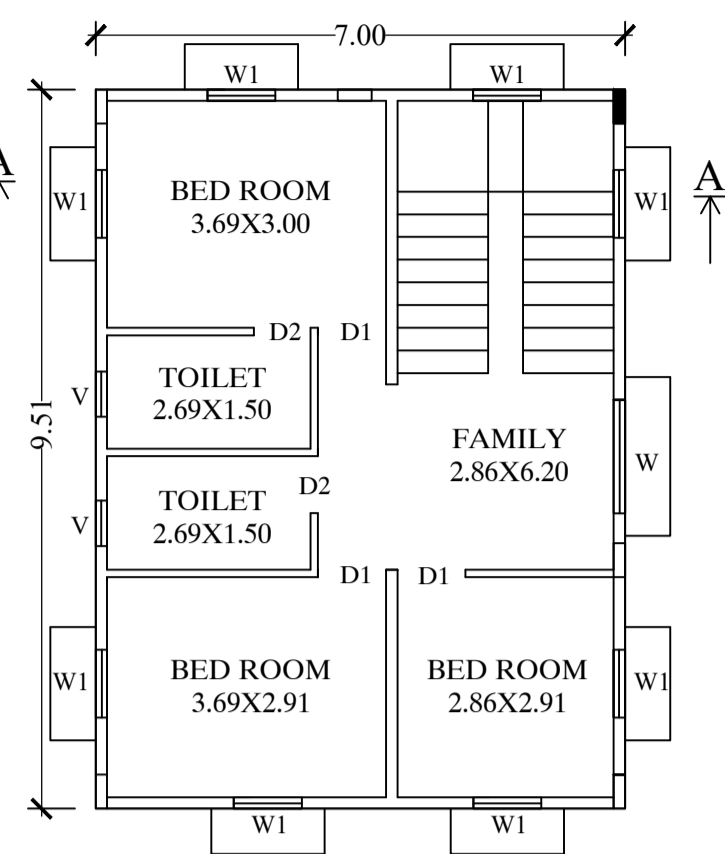 7.00
W1
W1
A
W1
W1
A
BED ROOM
3.69X3.00
D2
D1
TOILET
2.69X1.50
V
9.51
FAMILY
2.86X6.20
W
D2
TOILET
2.69X1.50
V
D1
D1
BED ROOM
3.69X2.91
BED ROOM
2.86X2.91
W1
W1
W1
W1